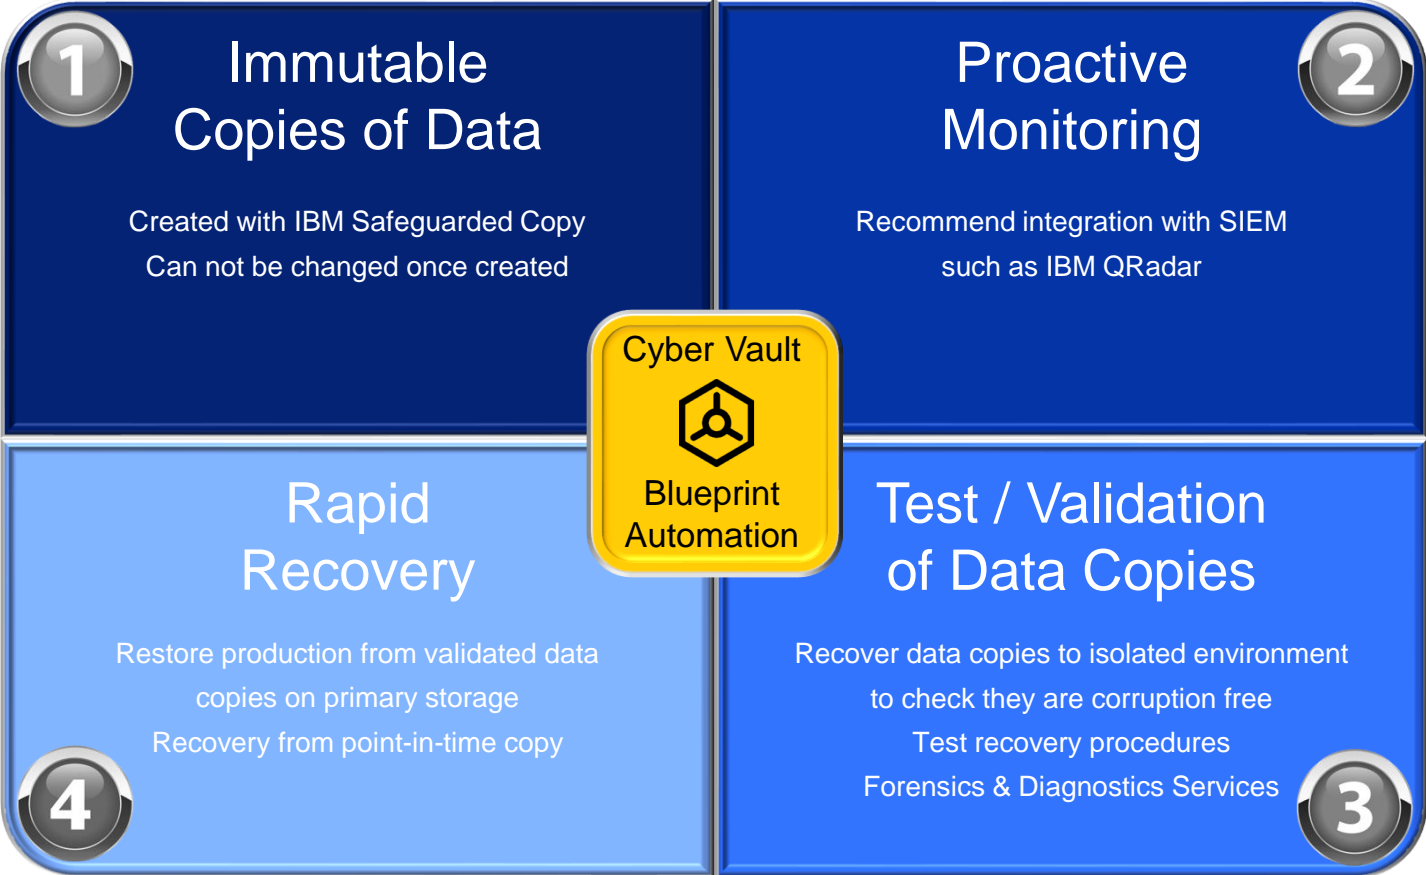 1
Immutable
Copies of Data
Created with IBM Safeguarded Copy
Can not be changed once created
2
Proactive
Monitoring
Recommend integration with SIEM
such as IBM QRadar
Cyber Vault
Blueprint
Automation
Rapid
Recovery
Restore production from validated data
copies on primary storage
Recovery from point-in-time copy
4
Test / Validation
of Data Copies
Recover data copies to isolated environment
to check they are corruption free
Test recovery procedures
Forensics & Diagnostics Services
3